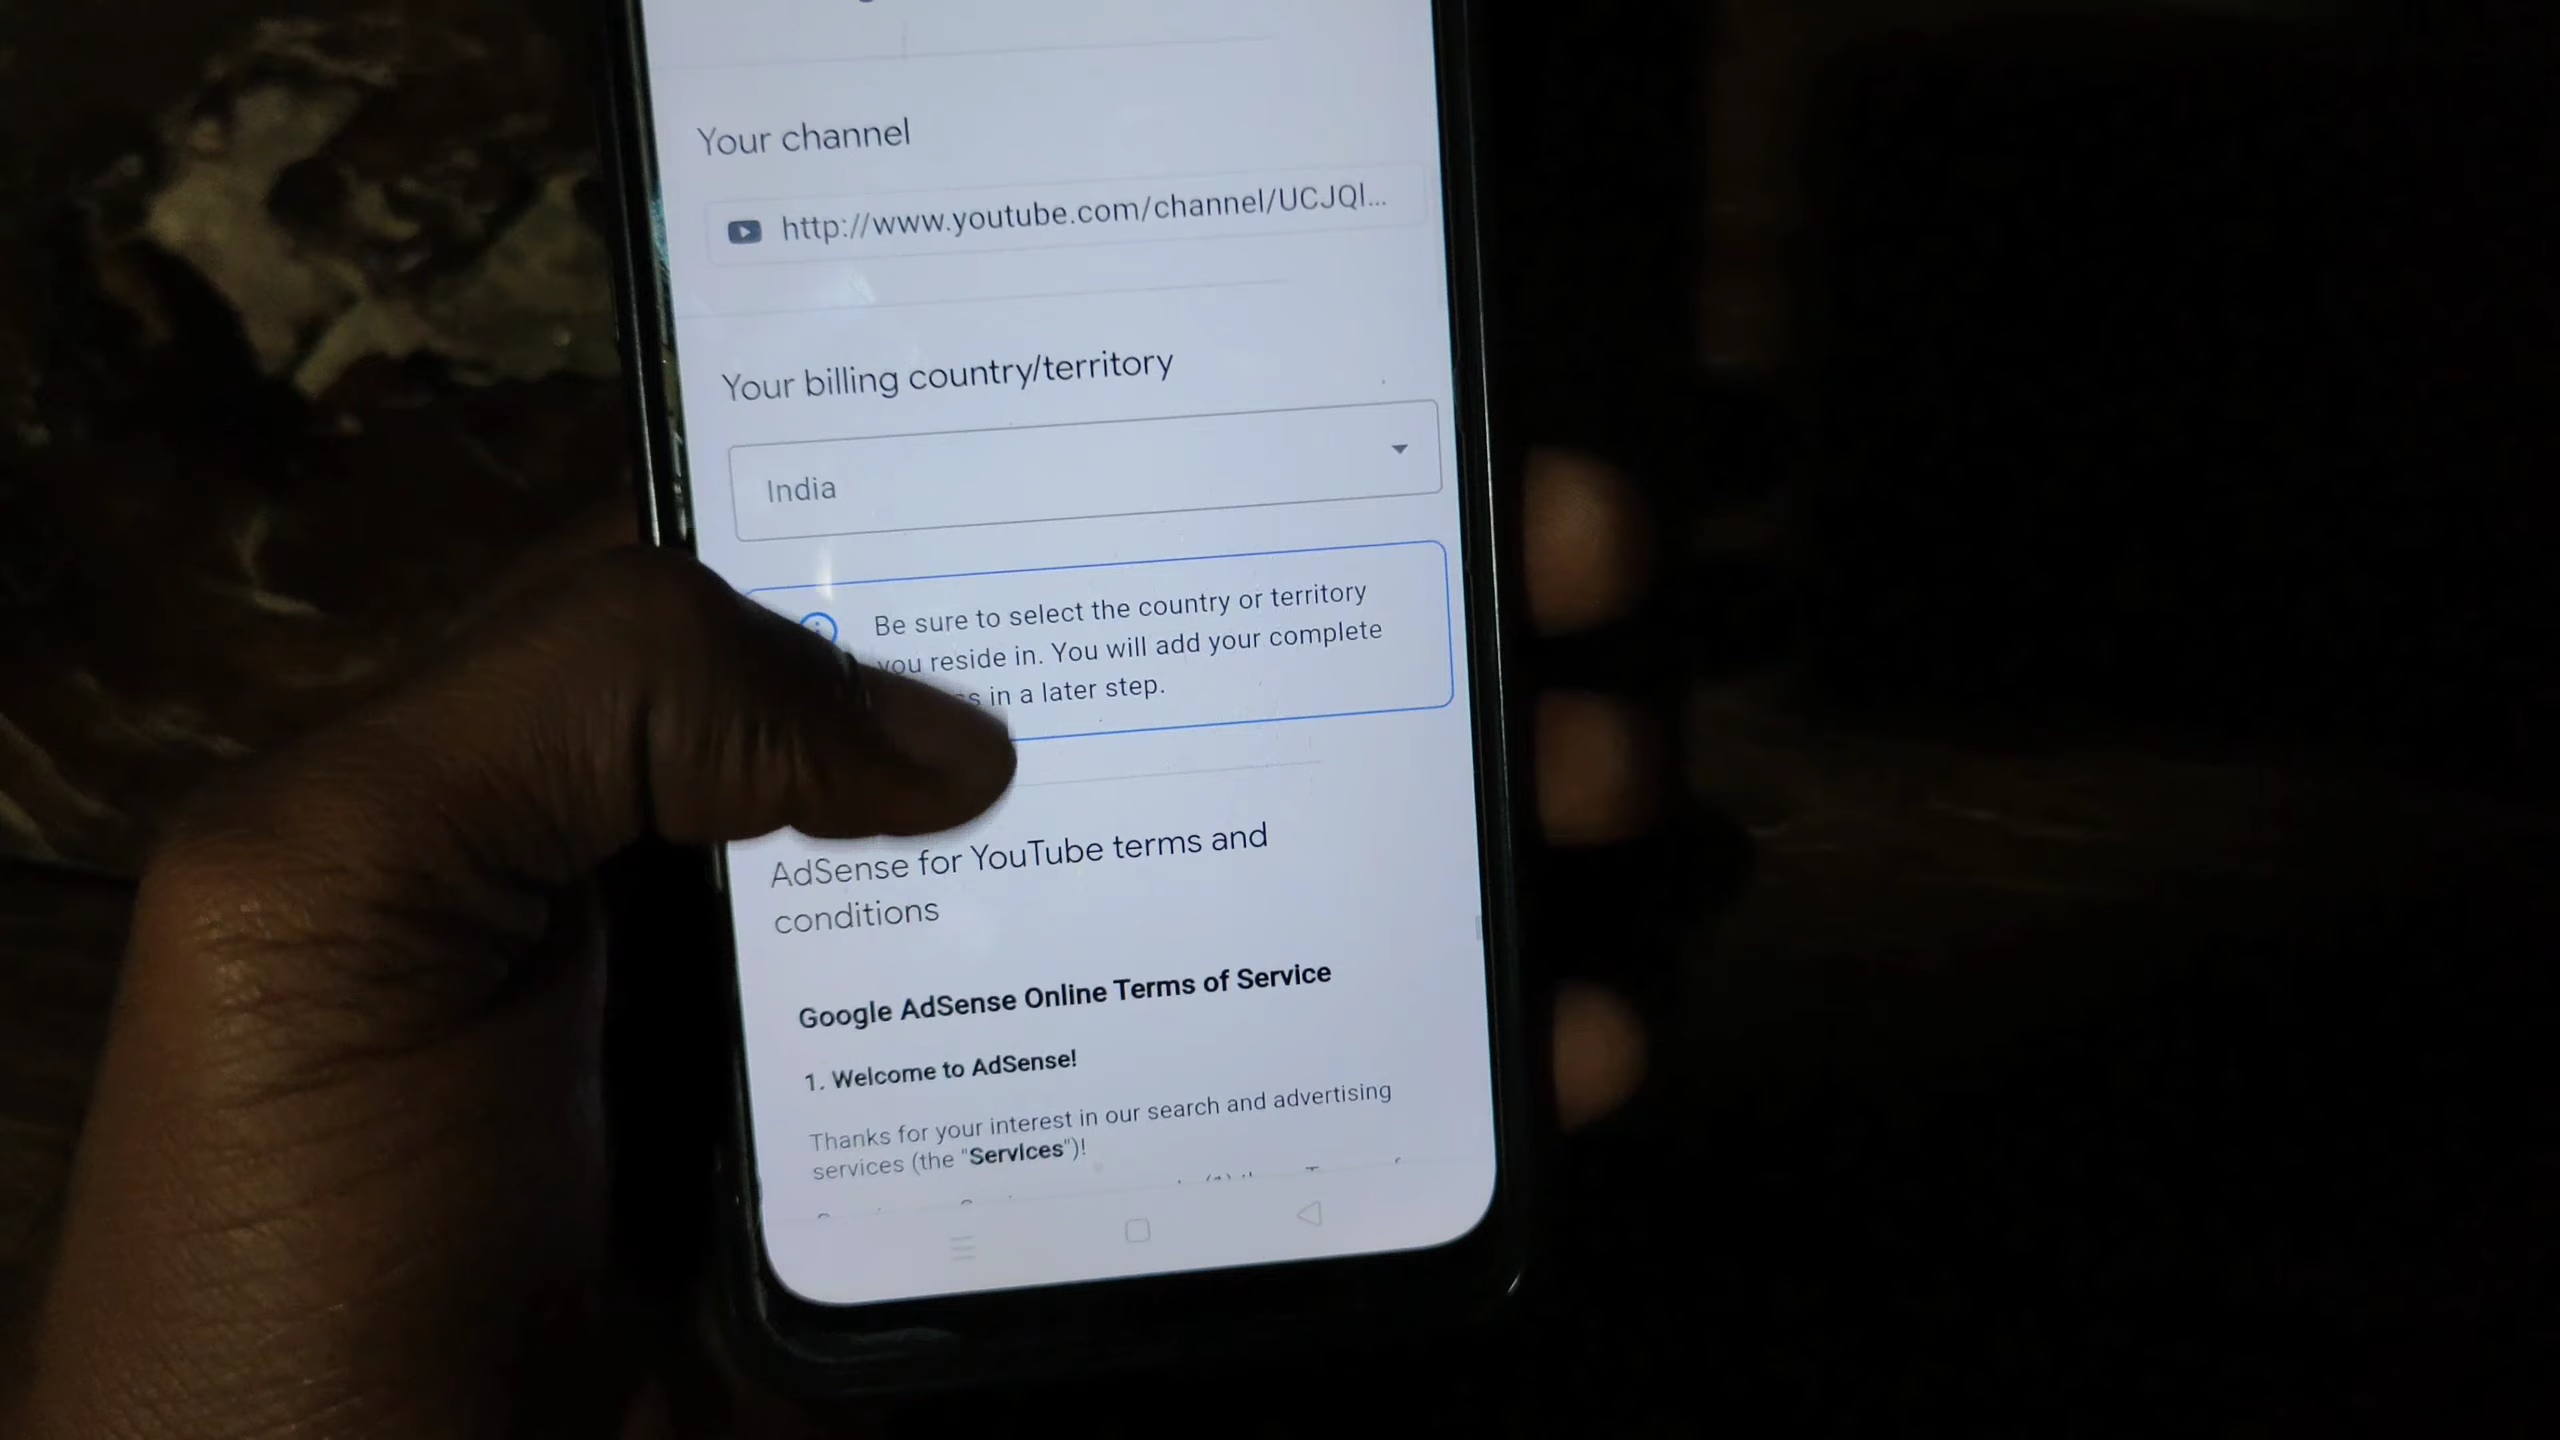 Your channel
http://www.youtube.com/channel/UCJQI...
Your billing country/territory
India
Be sure to select the country or territory
you reside in. You will add your complete
in a later step.
AdSense for YouTube terms and
conditions
Google AdSense Online Terms of Service
1. Welcome to AdSense!
Thanks for your interest in our search and advertising
services (the "Services")!